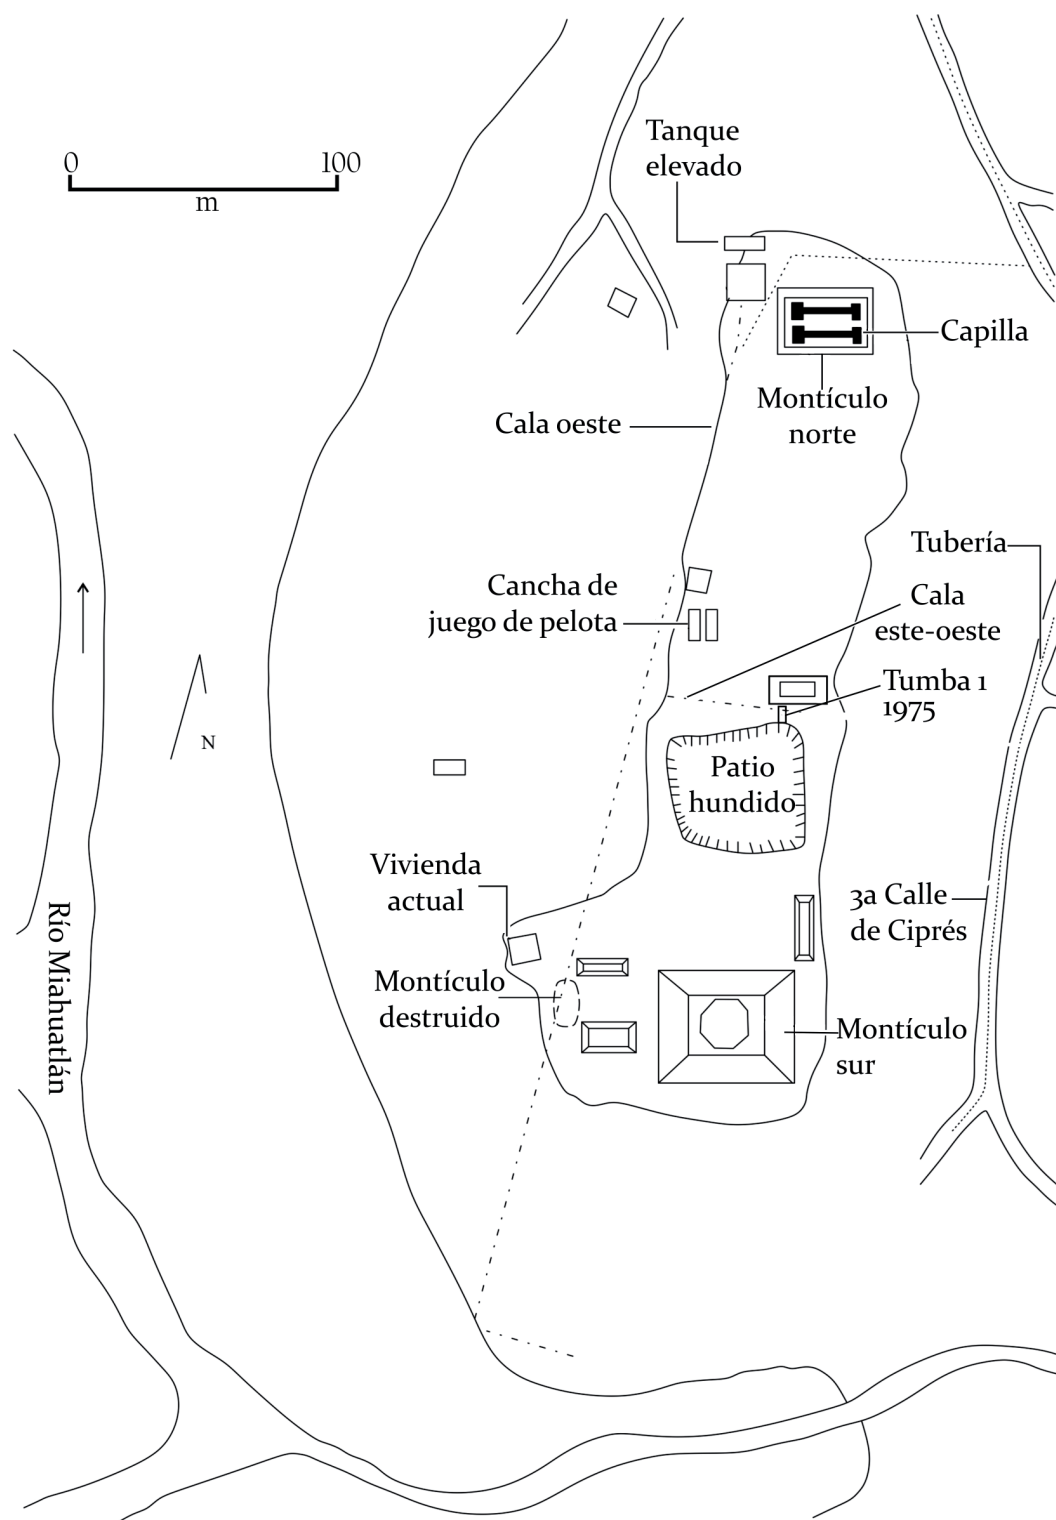 Tanque
elevado
0 100
m
Capilla
Montículo
norte
Cala oeste
Tubería
Cancha de
juego de pelota
Cala
este-oeste
Tumba 1
1975
N
Patio
hundido
Vivienda
actual
3a Calle
de Ciprés
Río Miahuatlán
Montículo
destruido
Montículo
sur